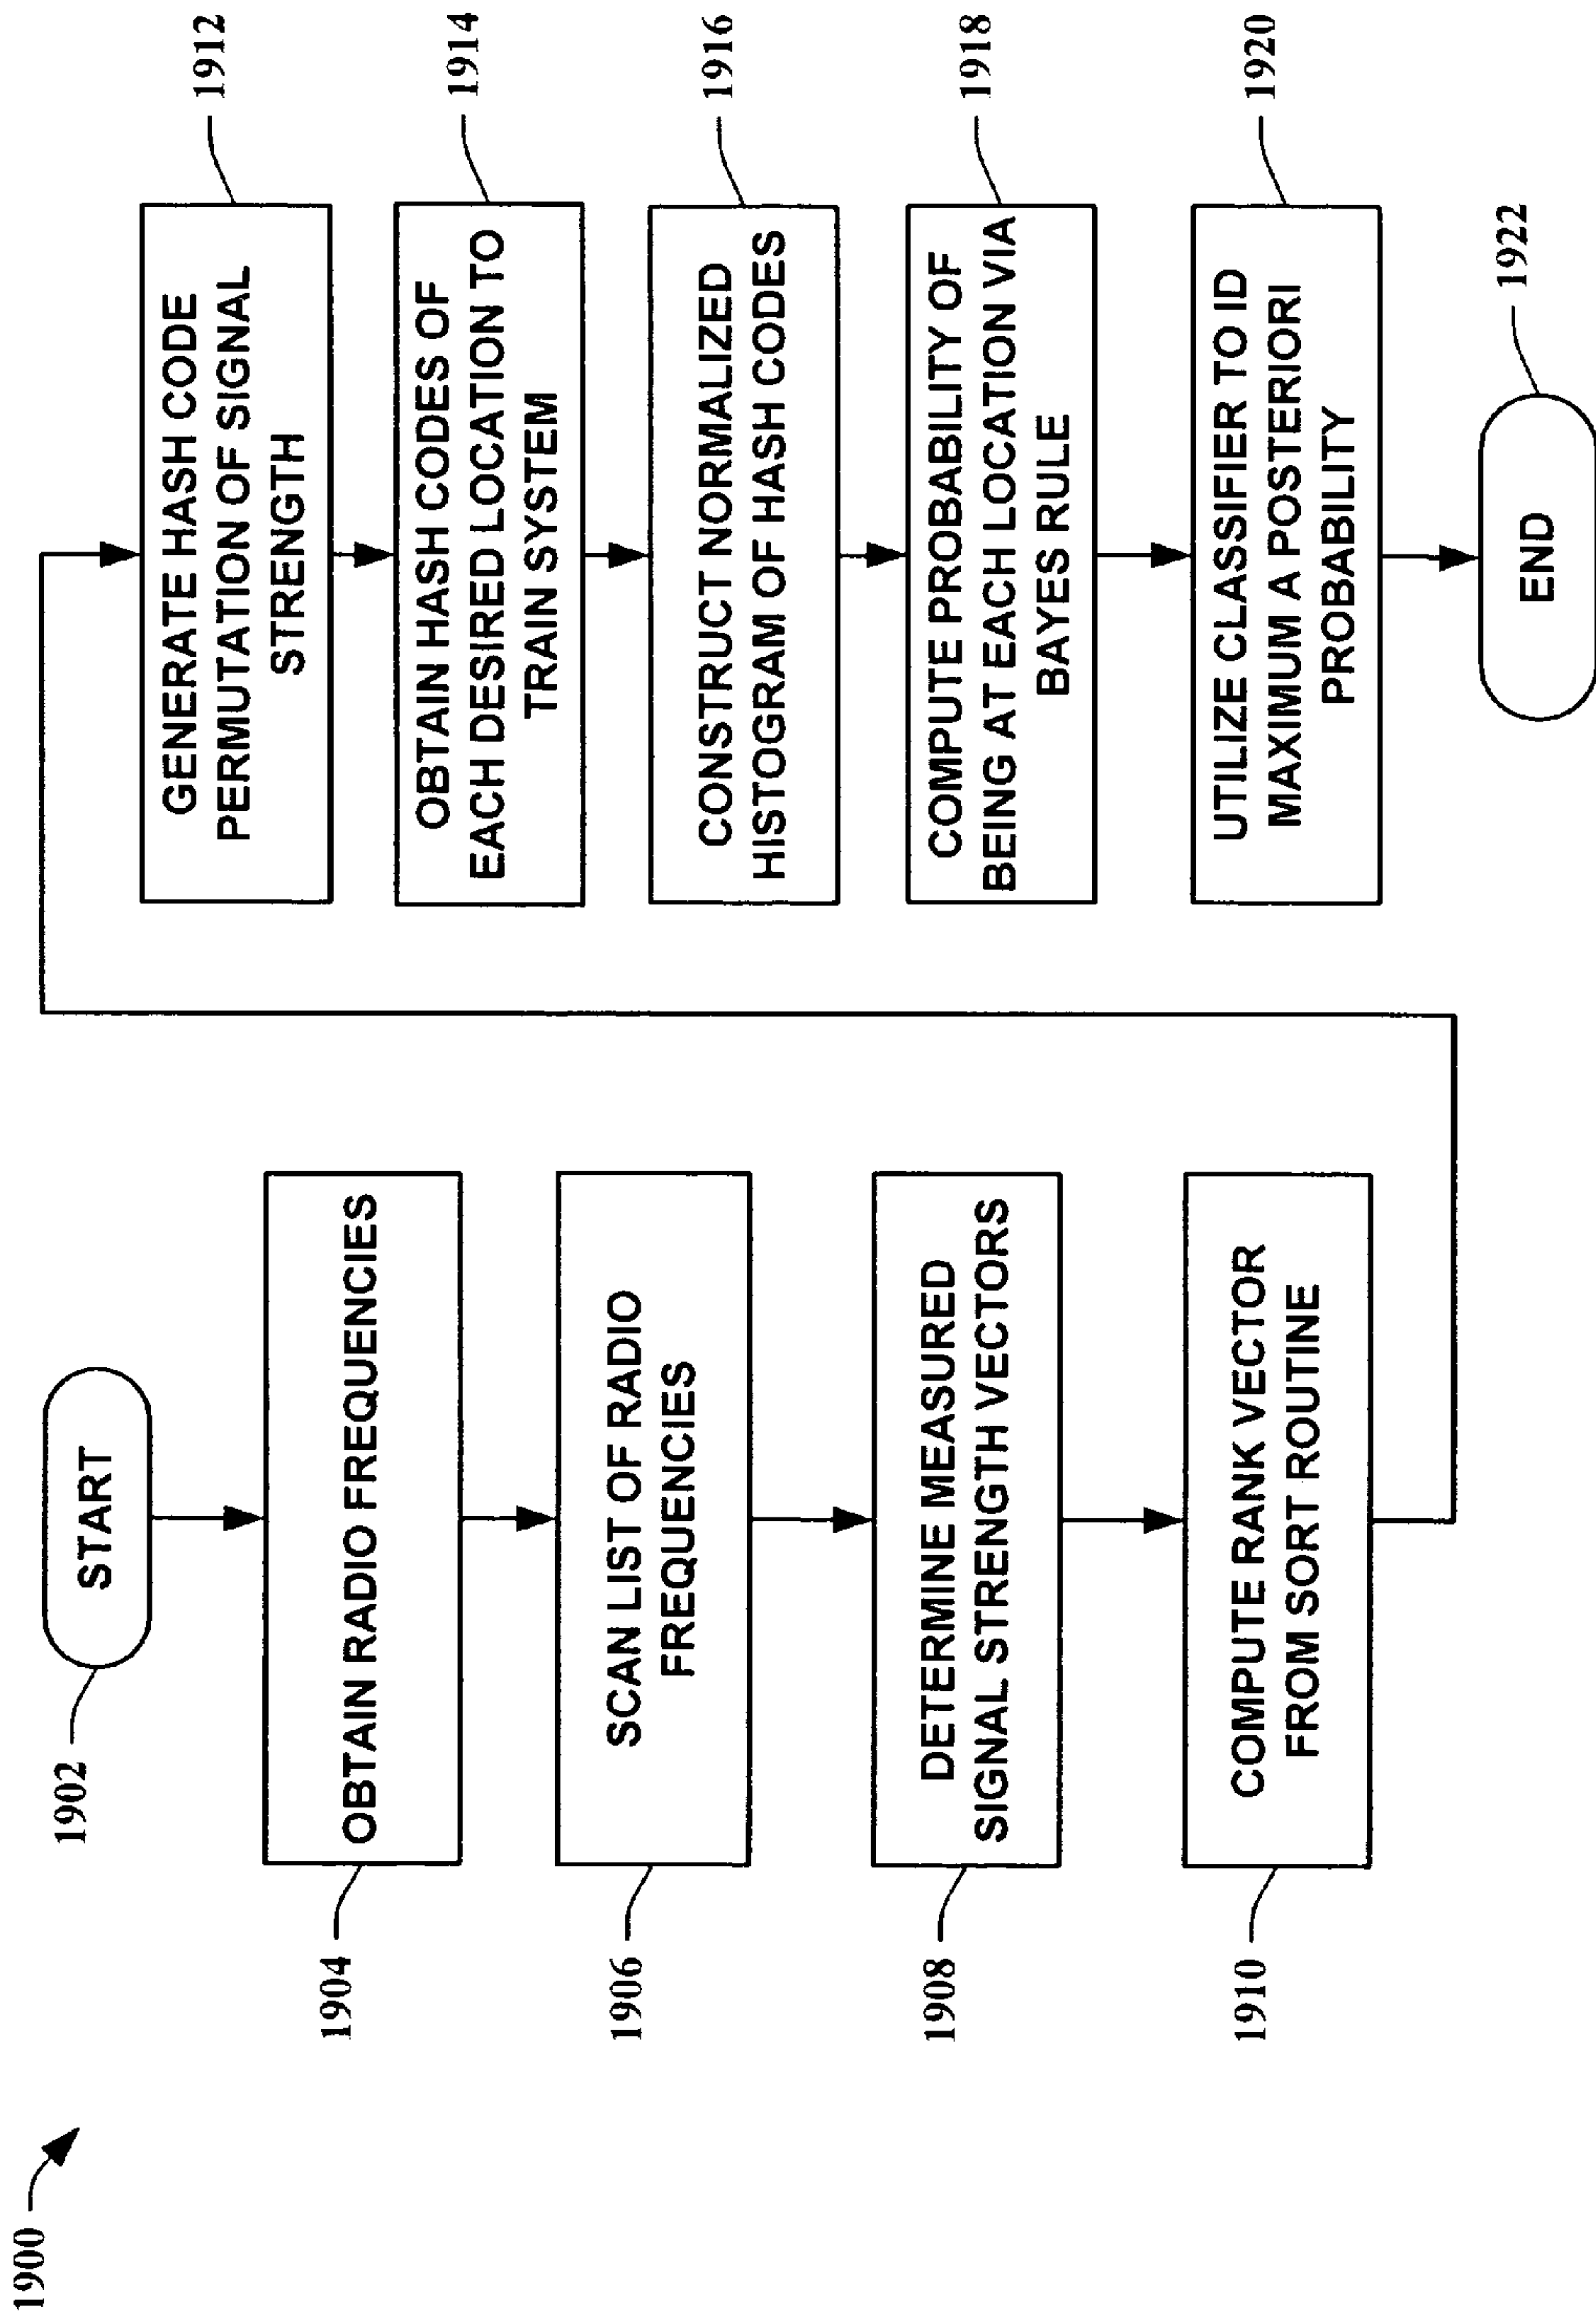 1900
START
1902
OBTAIN RADIO FREQUENCIES
1904
SCAN LIST OF RADIO
FREQUENCIES
1906
DETERMINE MEASURED
SIGNAL STRENGTH VECTORS
1908
COMPUTE RANK VECTOR
FROM SORT ROUTINE
1910
GENERATE HASH CODE
PERMUTATION OF SIGNAL
STRENGTH
1912
OBTAIN HASH CODES OF
EACH DESIRED LOCATION TO
TRAIN SYSTEM
1914
CONSTRUCT NORMALIZED
HISTOGRAM OF HASH CODES
1916
COMPUTE PROBABILITY OF
BEING AT EACH LOCATION VIA
BAYES RULE
1918
UTILIZE CLASSIFIER TO ID
MAXIMUM A POSTERIORI
PROBABILITY
1920
END
1922